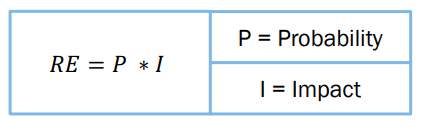 RE = P * I
P = Probability
I = Impact